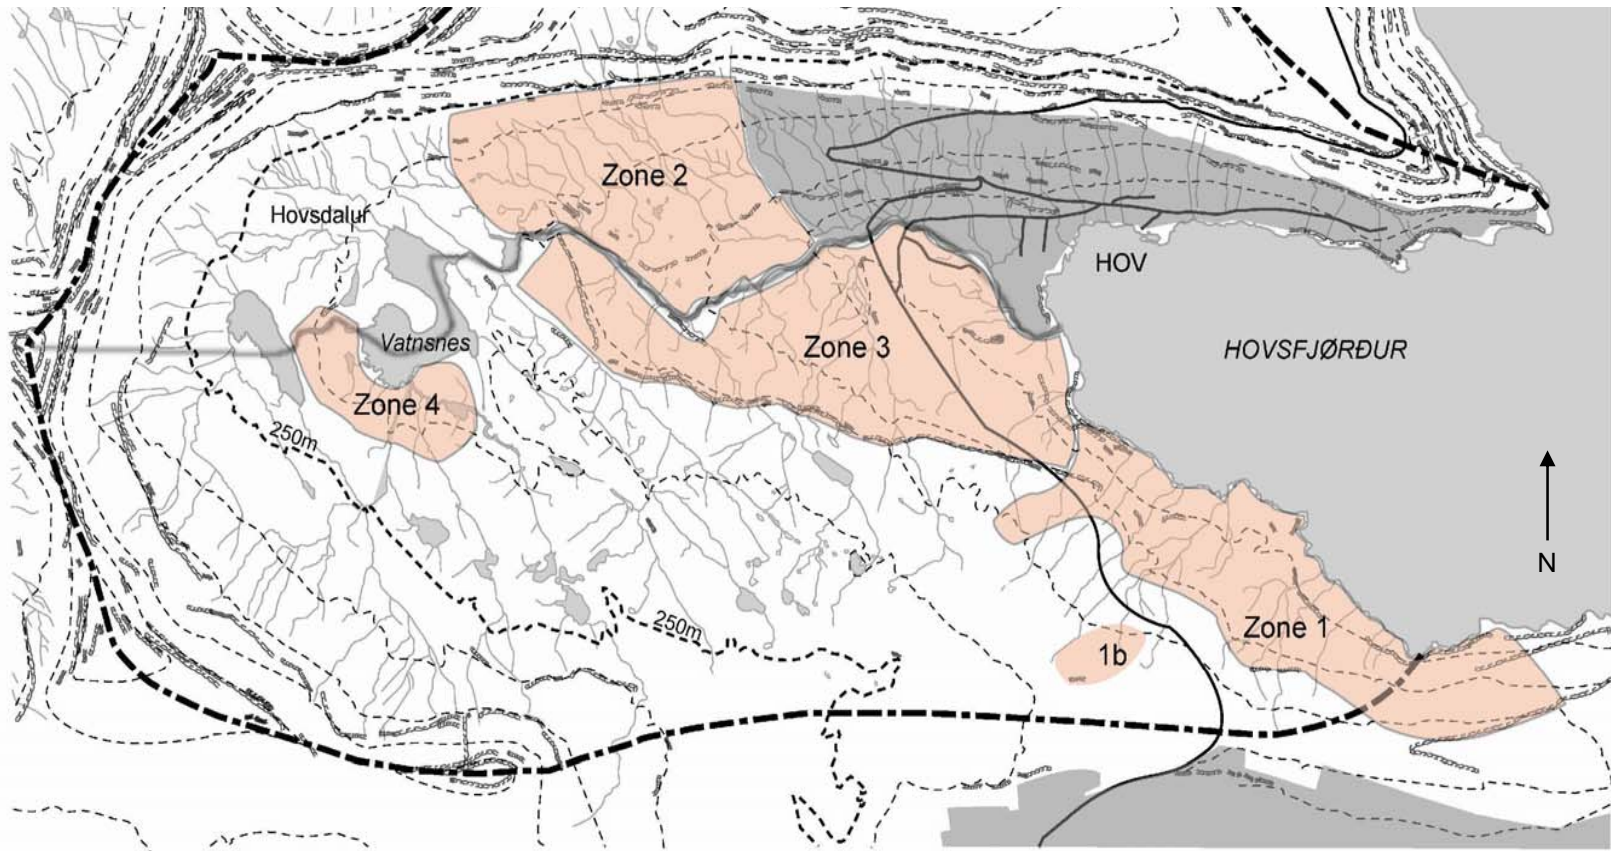 Zone 2
Hovsdalur
HOV
Vatnsnes
Zone 3
HOVSFJØRÐUR
Zone 4
250m
N
Zone 1
250m
1b